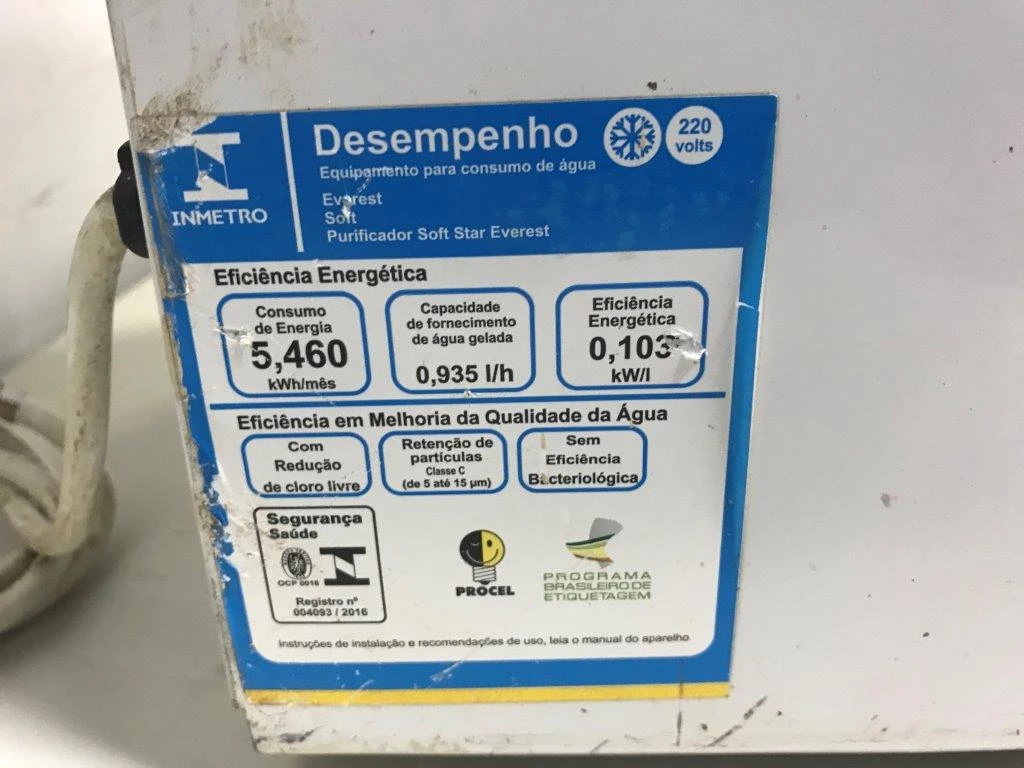 INMETRO
Desempenho
220
volts
Equipamento para consumo de água
Everest
Soft
Purificador Soft Star Everest
Eficiência Energética
Consumo
de Energia
5,460
kWh/mês
Capacidade
de fornecimento
de água gelada
0,935 l/h
Eficiência
Energética
0,103
kW/l
Eficiência em Melhoria da Qualidade da Água
Com
Redução
de cloro livre
Retenção de
partículas
Classe C
(de 5 até 15 µm)
Sem
Eficiência
Bacteriológica
Segurança
Saúde
OCP 0018
Registro nº
004093 / 2016
PROCEL
PROGRAMA
BRASILEIRO DE
ETIQUETAGEM
Instruções de instalação e recomendações de uso, leia o manual do aparelho